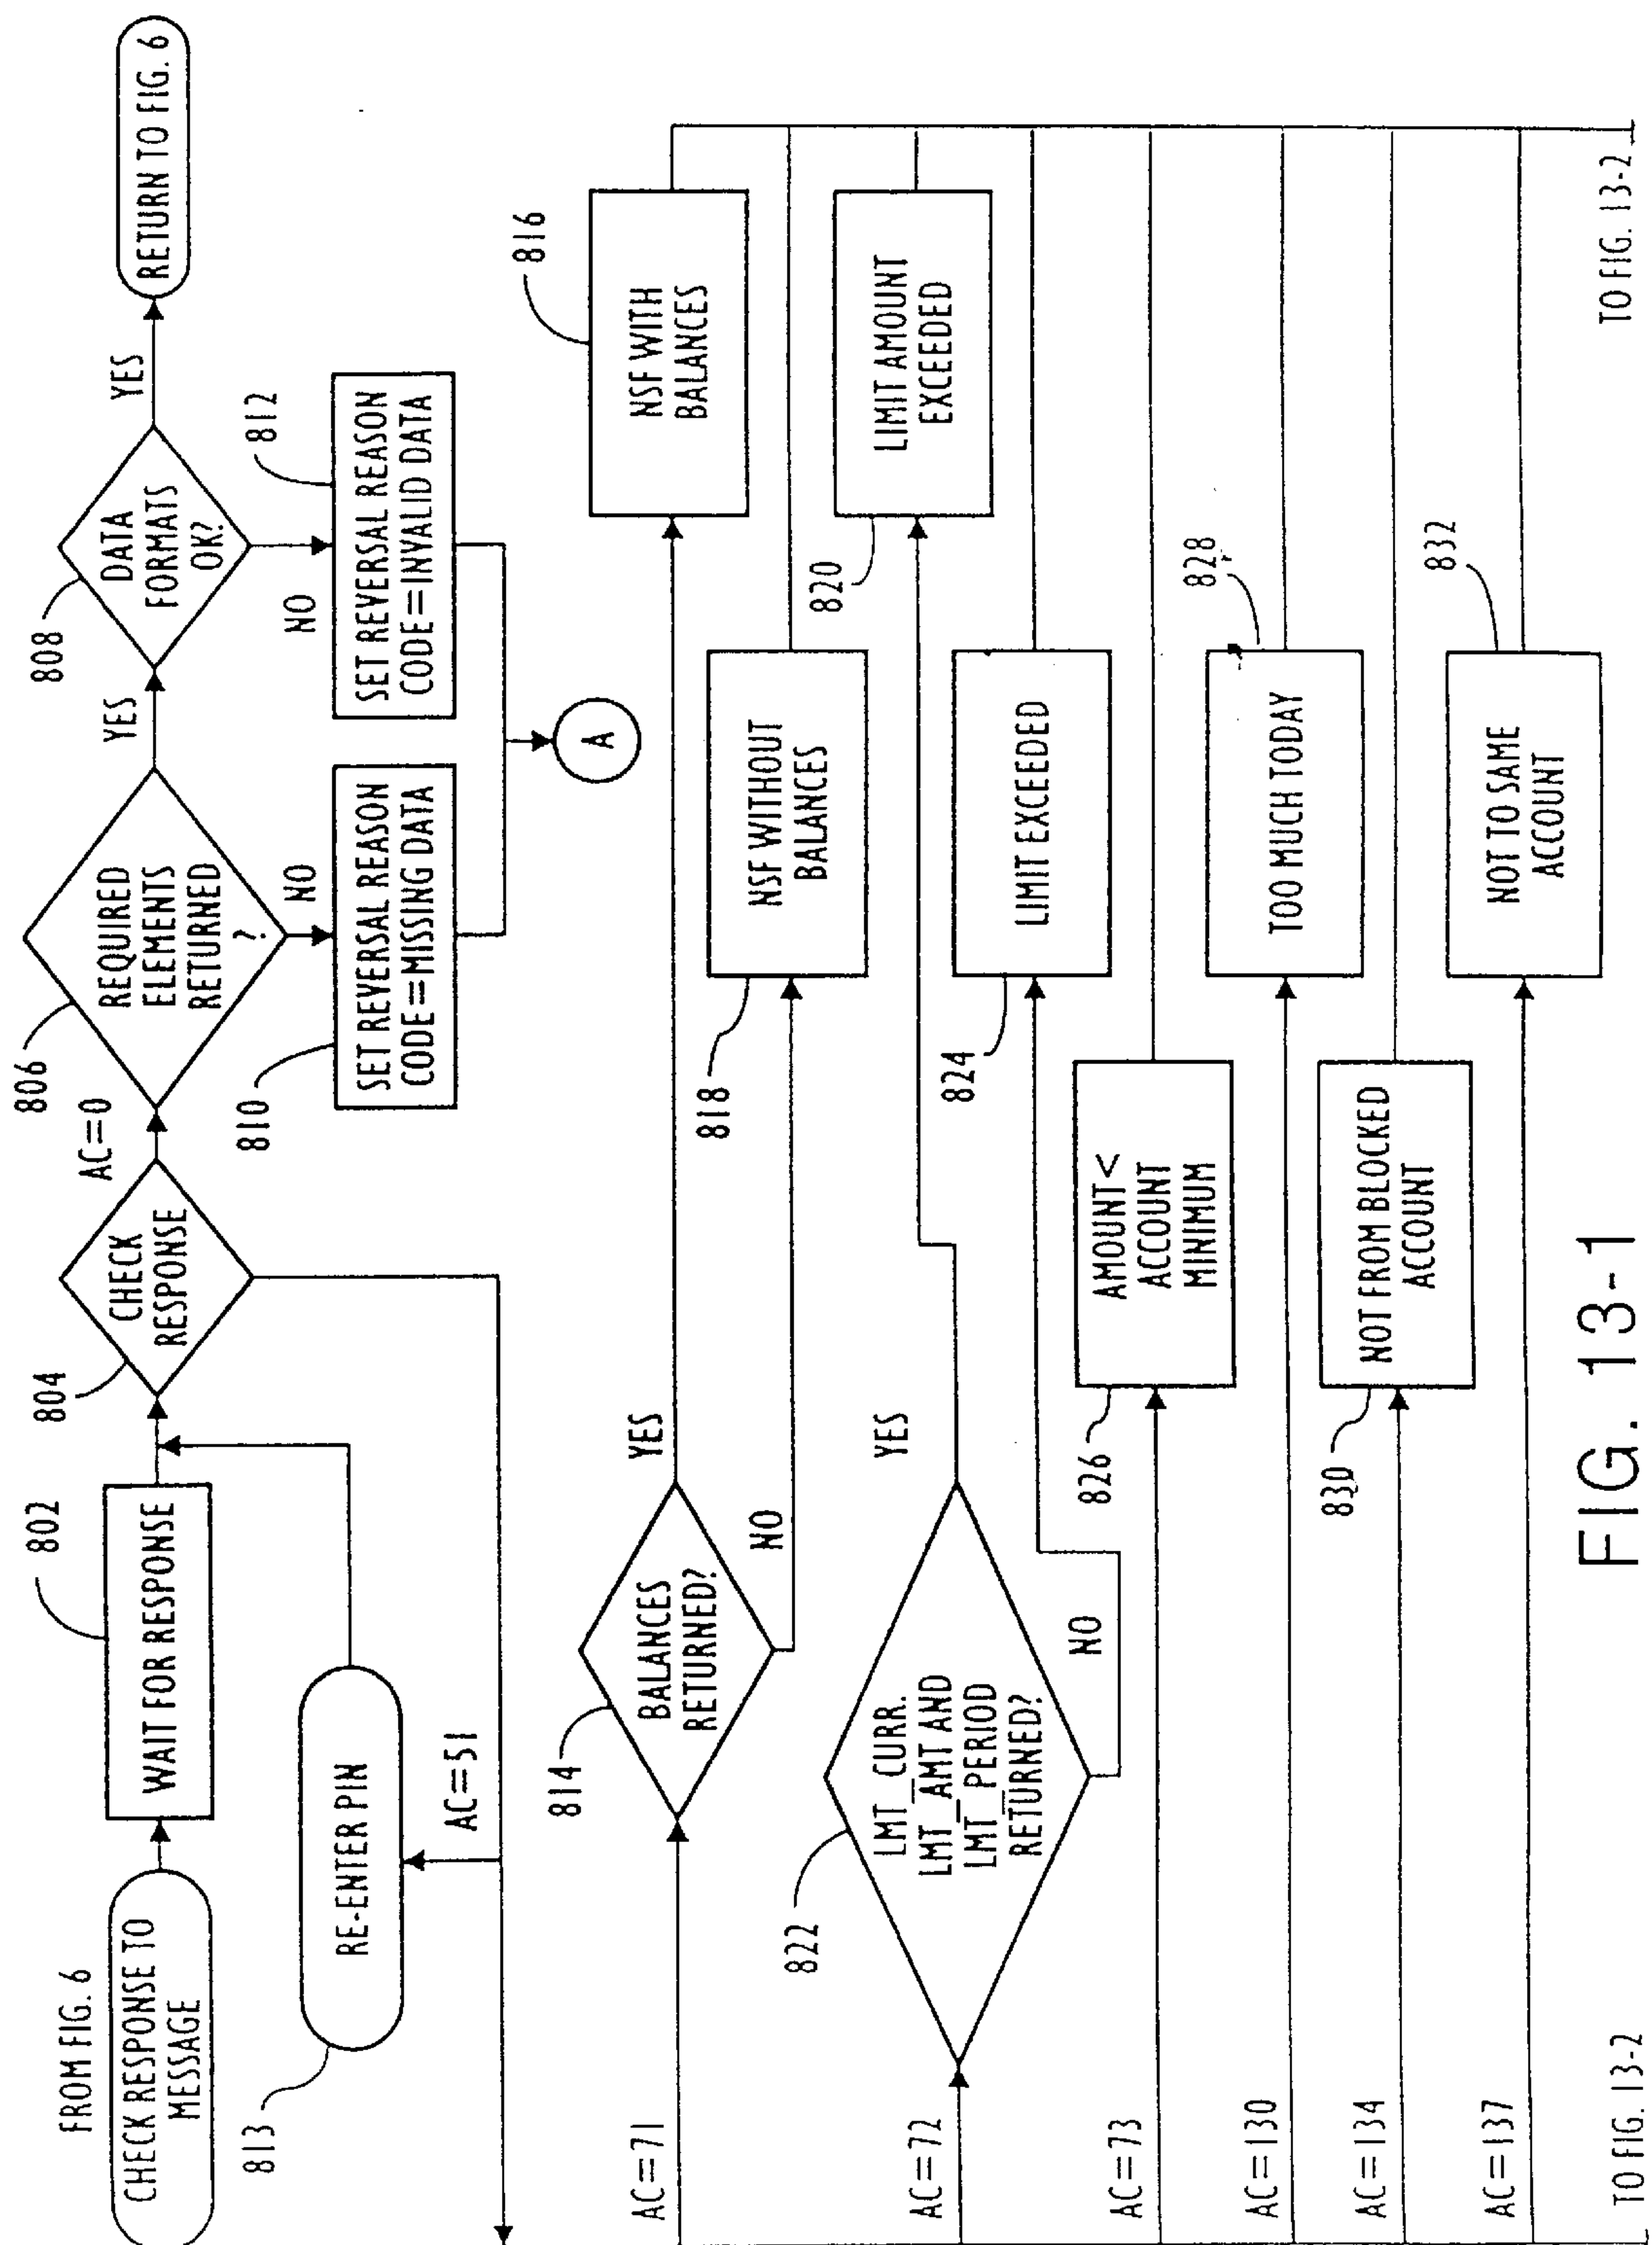 FROM FIG. 6
CHECK RESPONSE TO
MESSAGE
802
WAIT FOR RESPONSE
804
CHECK
RESPONSE
AC=0
806
REQUIRED
ELEMENTS
RETURNED
?
YES
808
DATA
FORMATS
OK?
YES
RETURN TO FIG. 6
813
RE-ENTER PIN
AC=51
810
NO
SET REVERSAL REASON
CODE=MISSING DATA
NO
812
SET REVERSAL REASON
CODE=INVALID DATA
A
AC=71
814
BALANCES
RETURNED?
YES
NO
816
NSF WITH
BALANCES
818
NSF WITHOUT
BALANCES
AC=72
822
LMT_CURR.
LMT_AMT AND
LMT_PERIOD
RETURNED?
YES
NO
820
LIMIT AMOUNT
EXCEEDED
824
LIMIT EXCEEDED
AC=73
826
AMOUNT<
ACCOUNT
MINIMUM
AC=130
828
TOO MUCH TODAY
AC=134
830
NOT FROM BLOCKED
ACCOUNT
AC=137
832
NOT TO SAME
ACCOUNT
TO FIG. 13-2
TO FIG. 13-2
FIG. 13-1